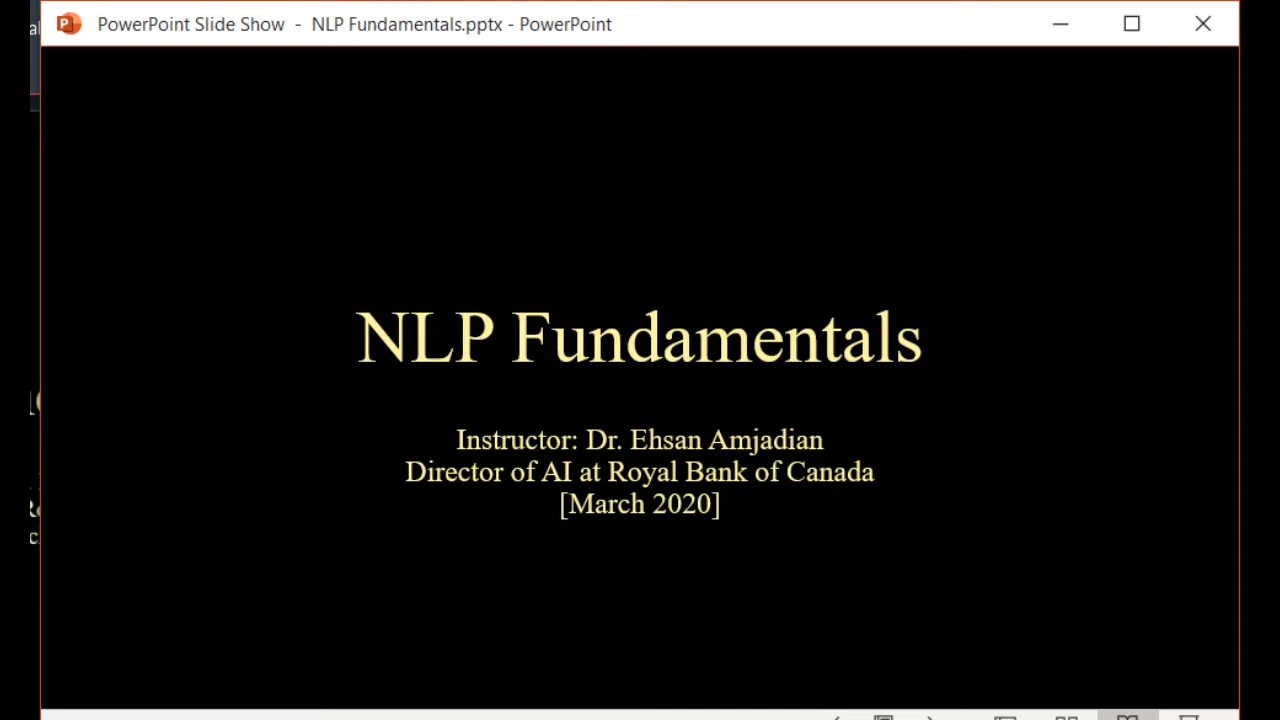 PowerPoint Slide Show - NLP Fundamentals.pptx - PowerPoint
NLP Fundamentals
Instructor: Dr. Ehsan Amjadian
Director of AI at Royal Bank of Canada
[March 2020]